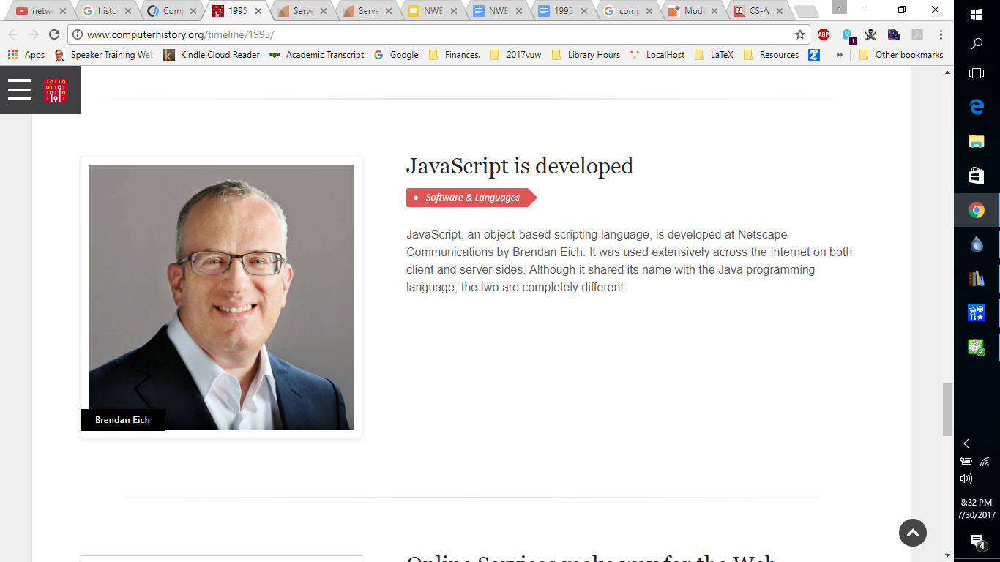 netwo
histo
Comp
1995
Serve
Serve
NWE
NWE
1995
comp
Mode
CS-A
www.computerhistory.org/timeline/1995/
ABP
1
Apps
Speaker Training Web
Kindle Cloud Reader
Academic Transcript
Google
Finances.
2017vuw
Library Hours
LocalHost
LaTeX
Resources
»
Other bookmarks
JavaScript is developed
Software & Languages
JavaScript, an object-based scripting language, is developed at Netscape
Communications by Brendan Eich. It was used extensively across the Internet on both
client and server sides. Although it shared its name with the Java programming
language, the two are completely different.
Brendan Eich
Online Services make way for the Web
8:32 PM
7/30/2017
4